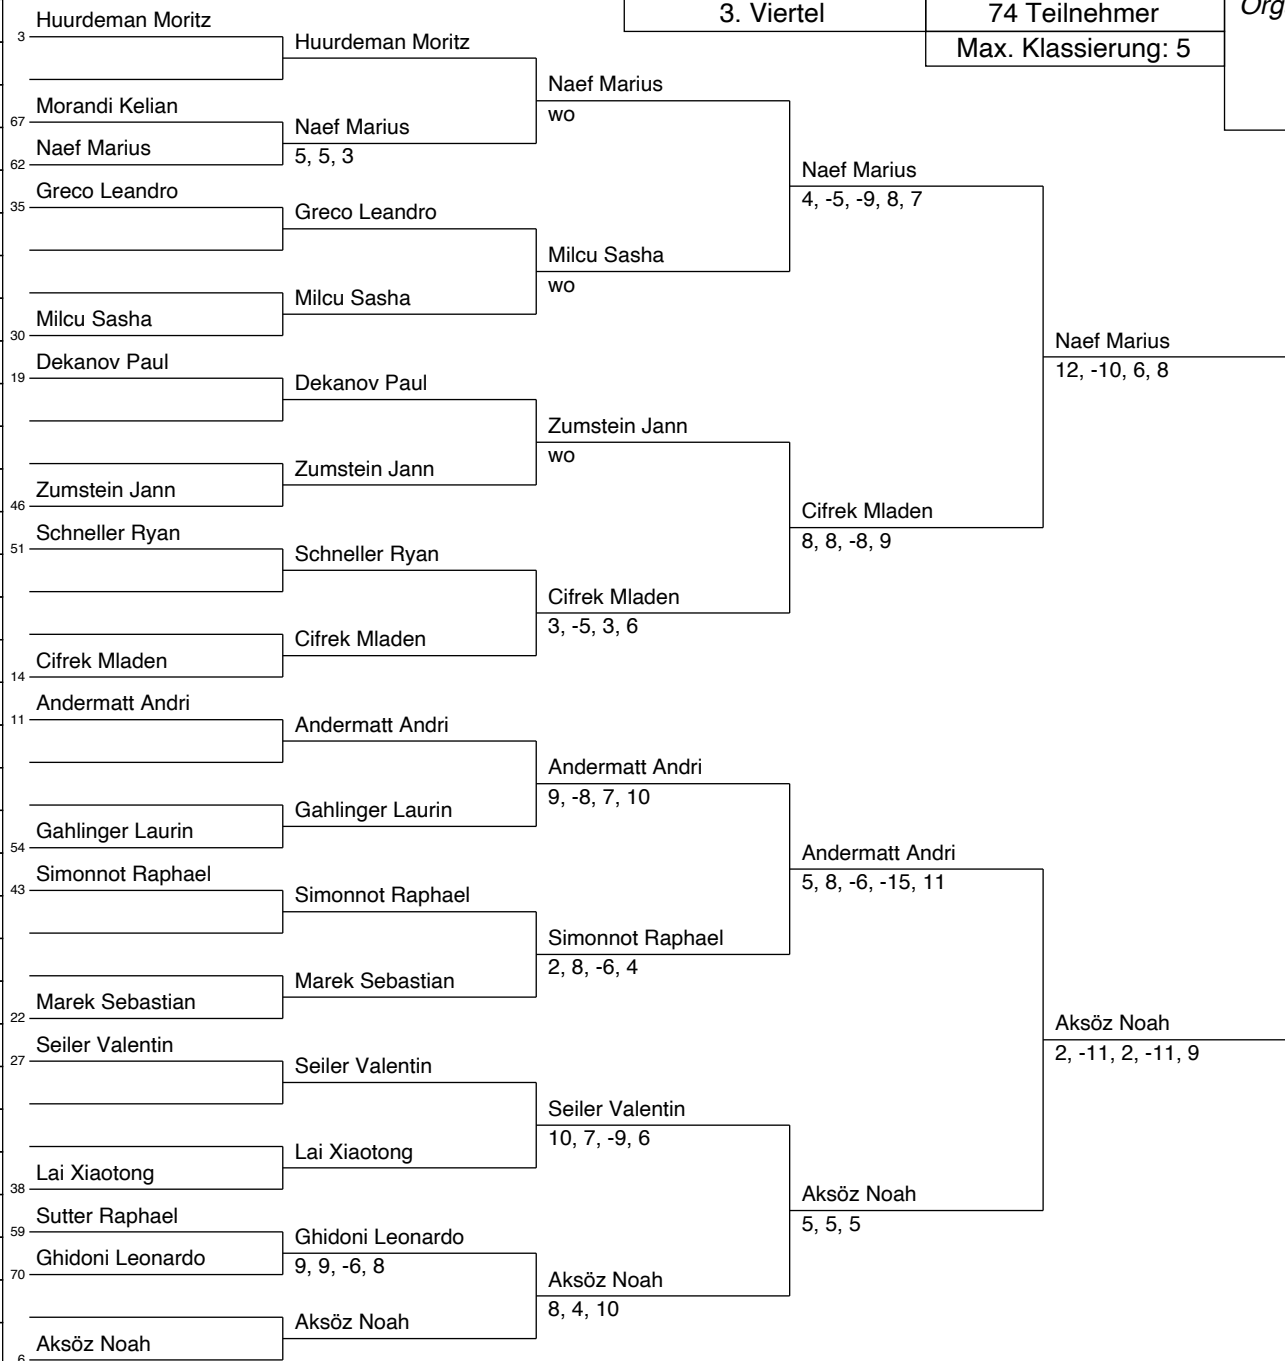 3. Viertel
74 Teilnehmer
Org
Max. Klassierung: 5
Huurdeman Moritz
3
Huurdeman Moritz
Naef Marius
wo
Morandi Kelian
67
Naef Marius
5, 5, 3
Naef Marius
62
Naef Marius
4, -5, -9, 8, 7
Greco Leandro
35
Greco Leandro
Milcu Sasha
wo
Milcu Sasha
Milcu Sasha
30
Naef Marius
12, -10, 6, 8
Dekanov Paul
19
Dekanov Paul
Zumstein Jann
wo
Zumstein Jann
Zumstein Jann
46
Cifrek Mladen
8, 8, -8, 9
Schneller Ryan
51
Schneller Ryan
Cifrek Mladen
3, -5, 3, 6
Cifrek Mladen
Cifrek Mladen
14
Andermatt Andri
11
Andermatt Andri
Andermatt Andri
9, -8, 7, 10
Gahlinger Laurin
Gahlinger Laurin
54
Andermatt Andri
5, 8, -6, -15, 11
Simonnot Raphael
43
Simonnot Raphael
Simonnot Raphael
2, 8, -6, 4
Marek Sebastian
Marek Sebastian
22
Aksöz Noah
2, -11, 2, -11, 9
Seiler Valentin
27
Seiler Valentin
Seiler Valentin
10, 7, -9, 6
Lai Xiaotong
Lai Xiaotong
38
Aksöz Noah
5, 5, 5
Sutter Raphael
59
Ghidoni Leonardo
9, 9, -6, 8
Ghidoni Leonardo
70
Aksöz Noah
8, 4, 10
Aksöz Noah
Aksöz Noah
6